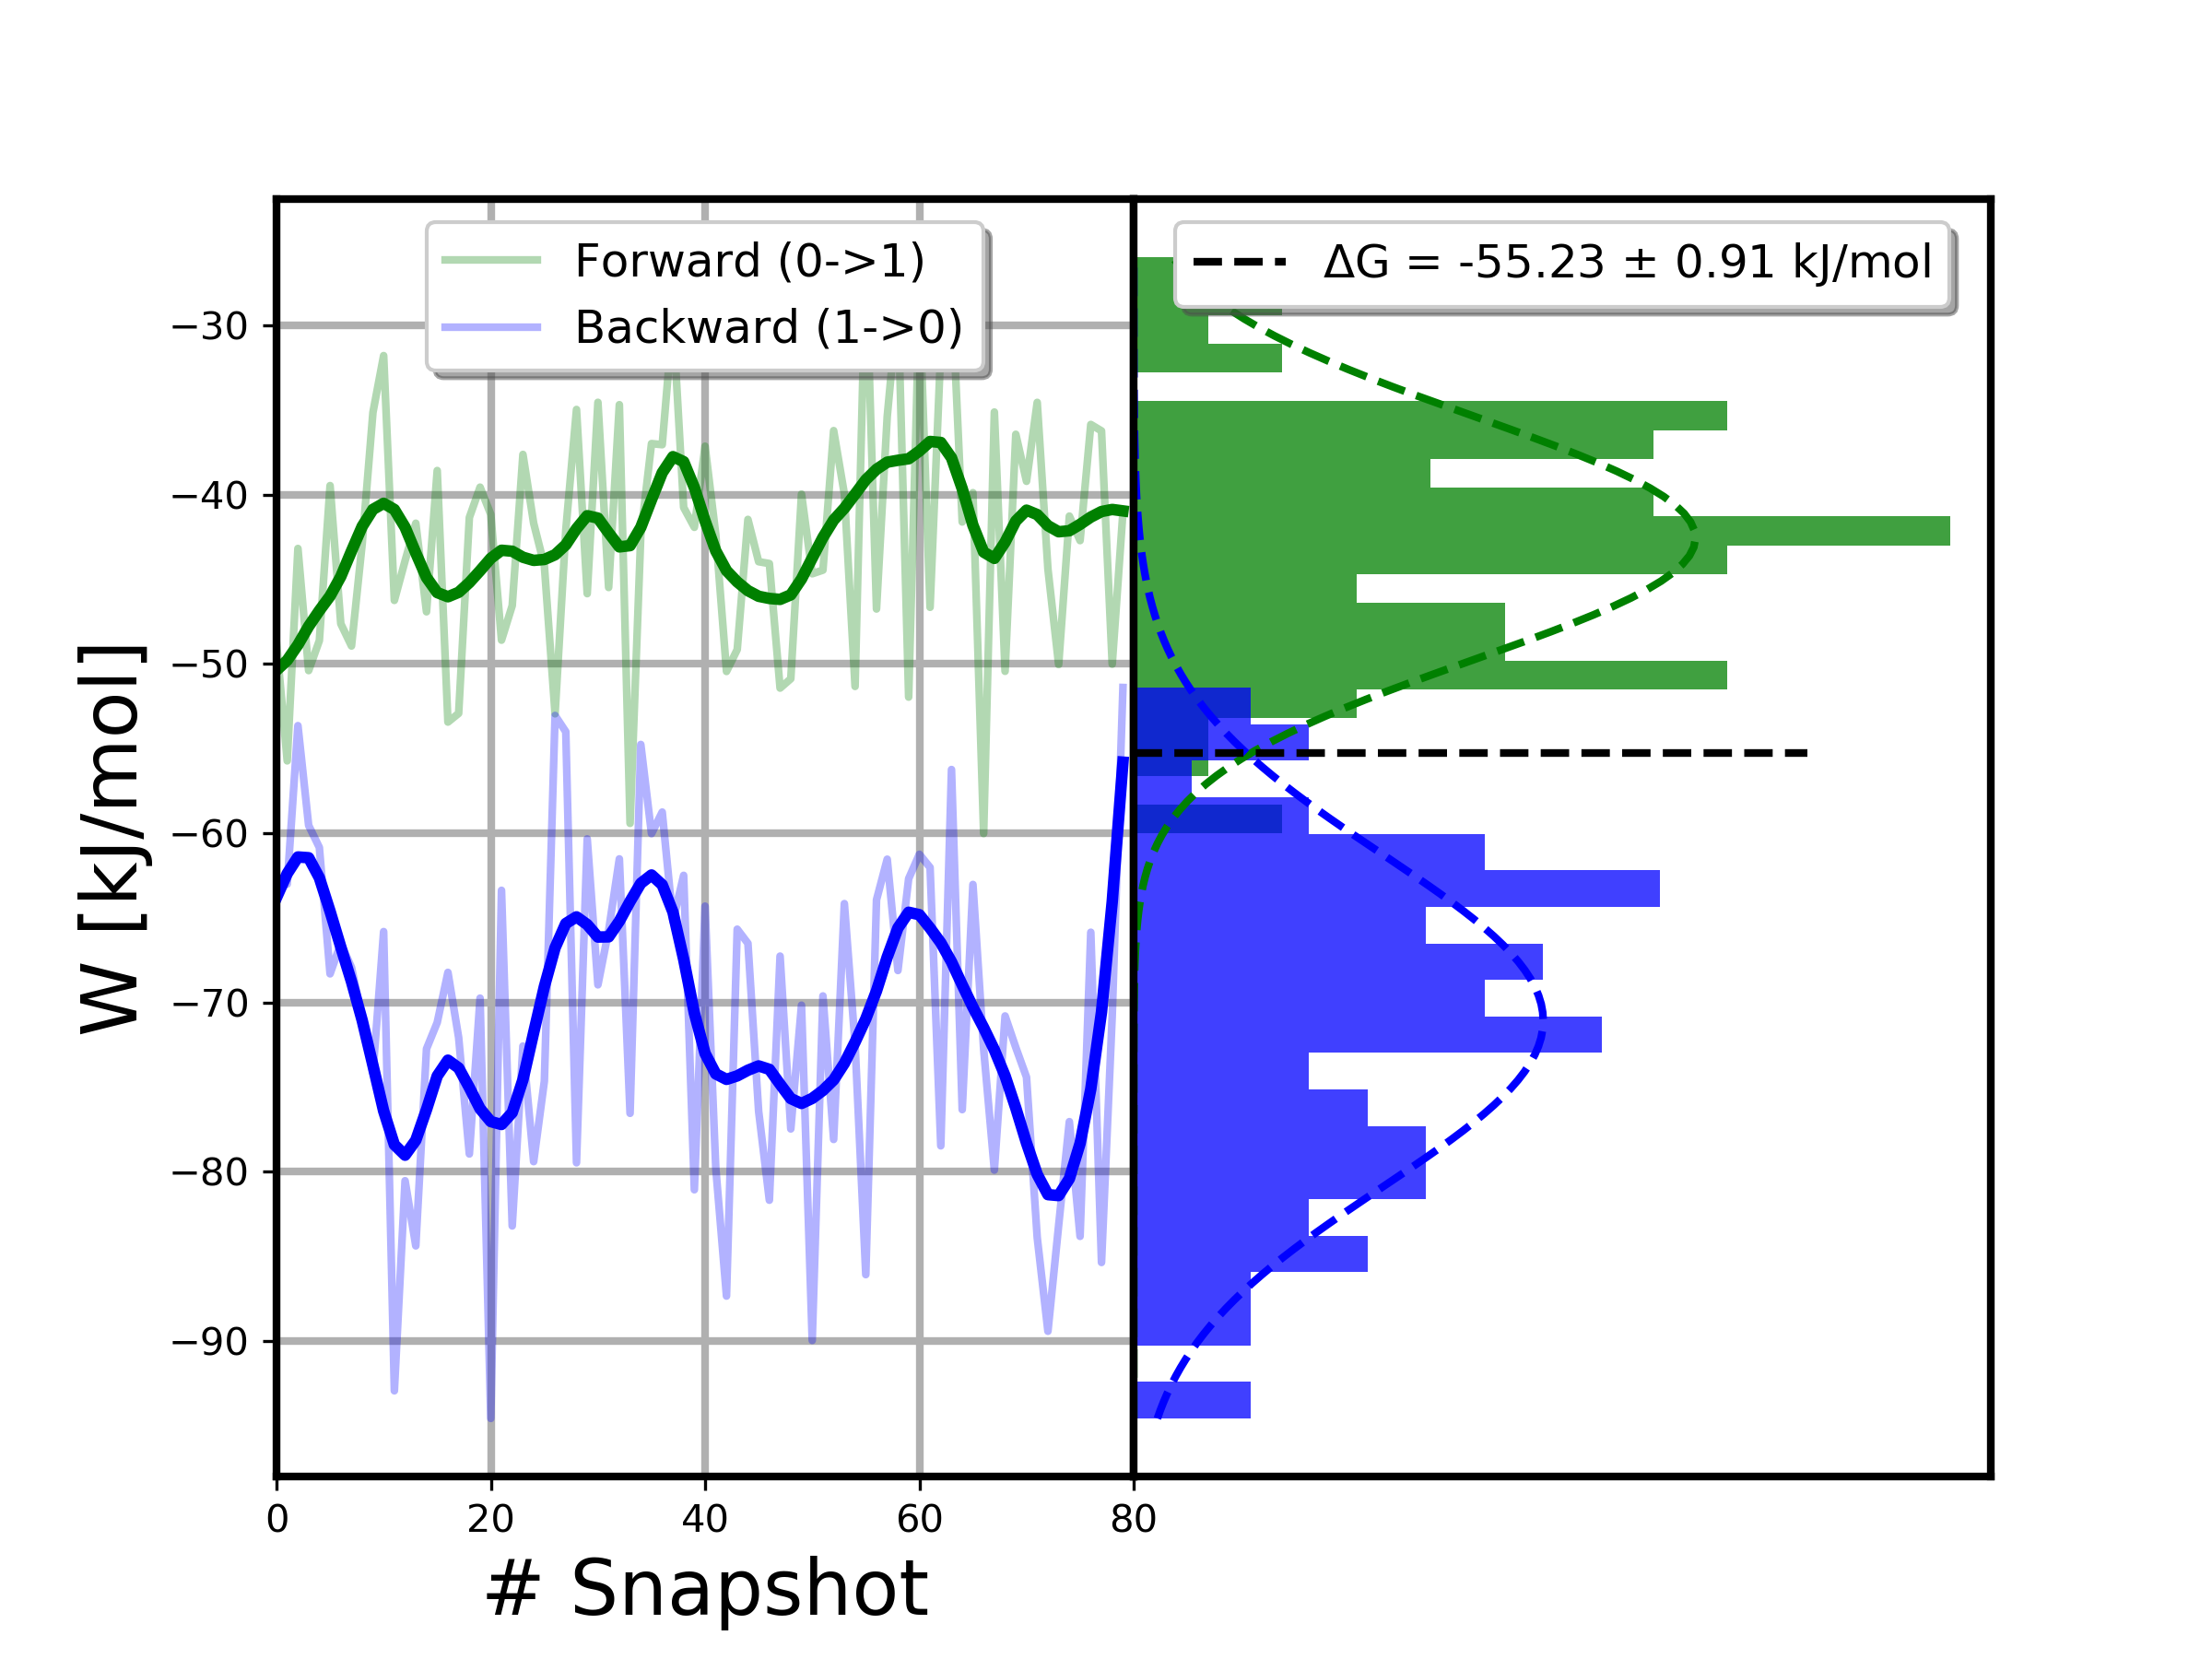 Forward (0->1)
Backward (1->0)
ΔG = -55.23 ± 0.91 kJ/mol
W [kJ/mol]
−30
−40
−50
−60
−70
−80
−90
0 20 40 60 80
# Snapshot